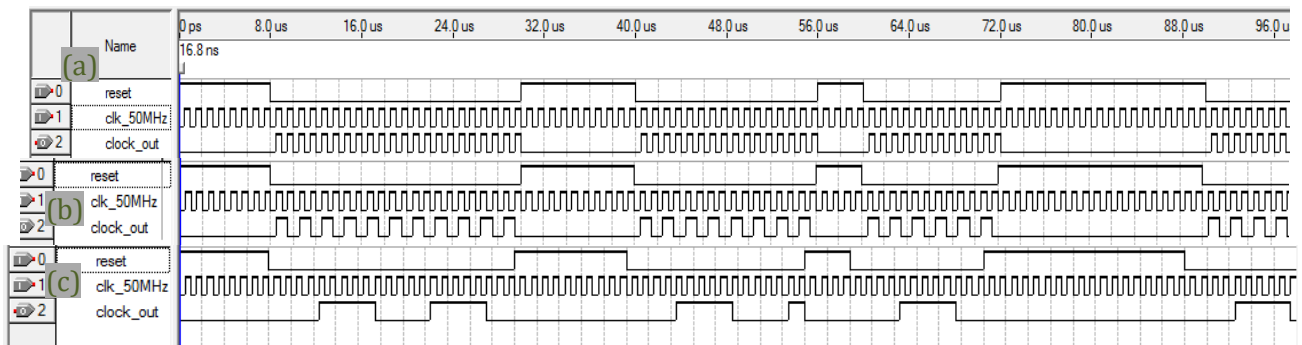 0 ps 8.0 us 16.0 us 24.0 us 32.0 us 40.0 us 48.0 us 56.0 us 64.0 us 72.0 us 80.0 us 88.0 us 96.0 u
Name
16.8 ns
(a)
0 reset
1 clk_50MHz
2 clock_out
0 reset
1 clk_50MHz
(b)
2 clock_out
0 reset
1 clk_50MHz
(c)
2 clock_out